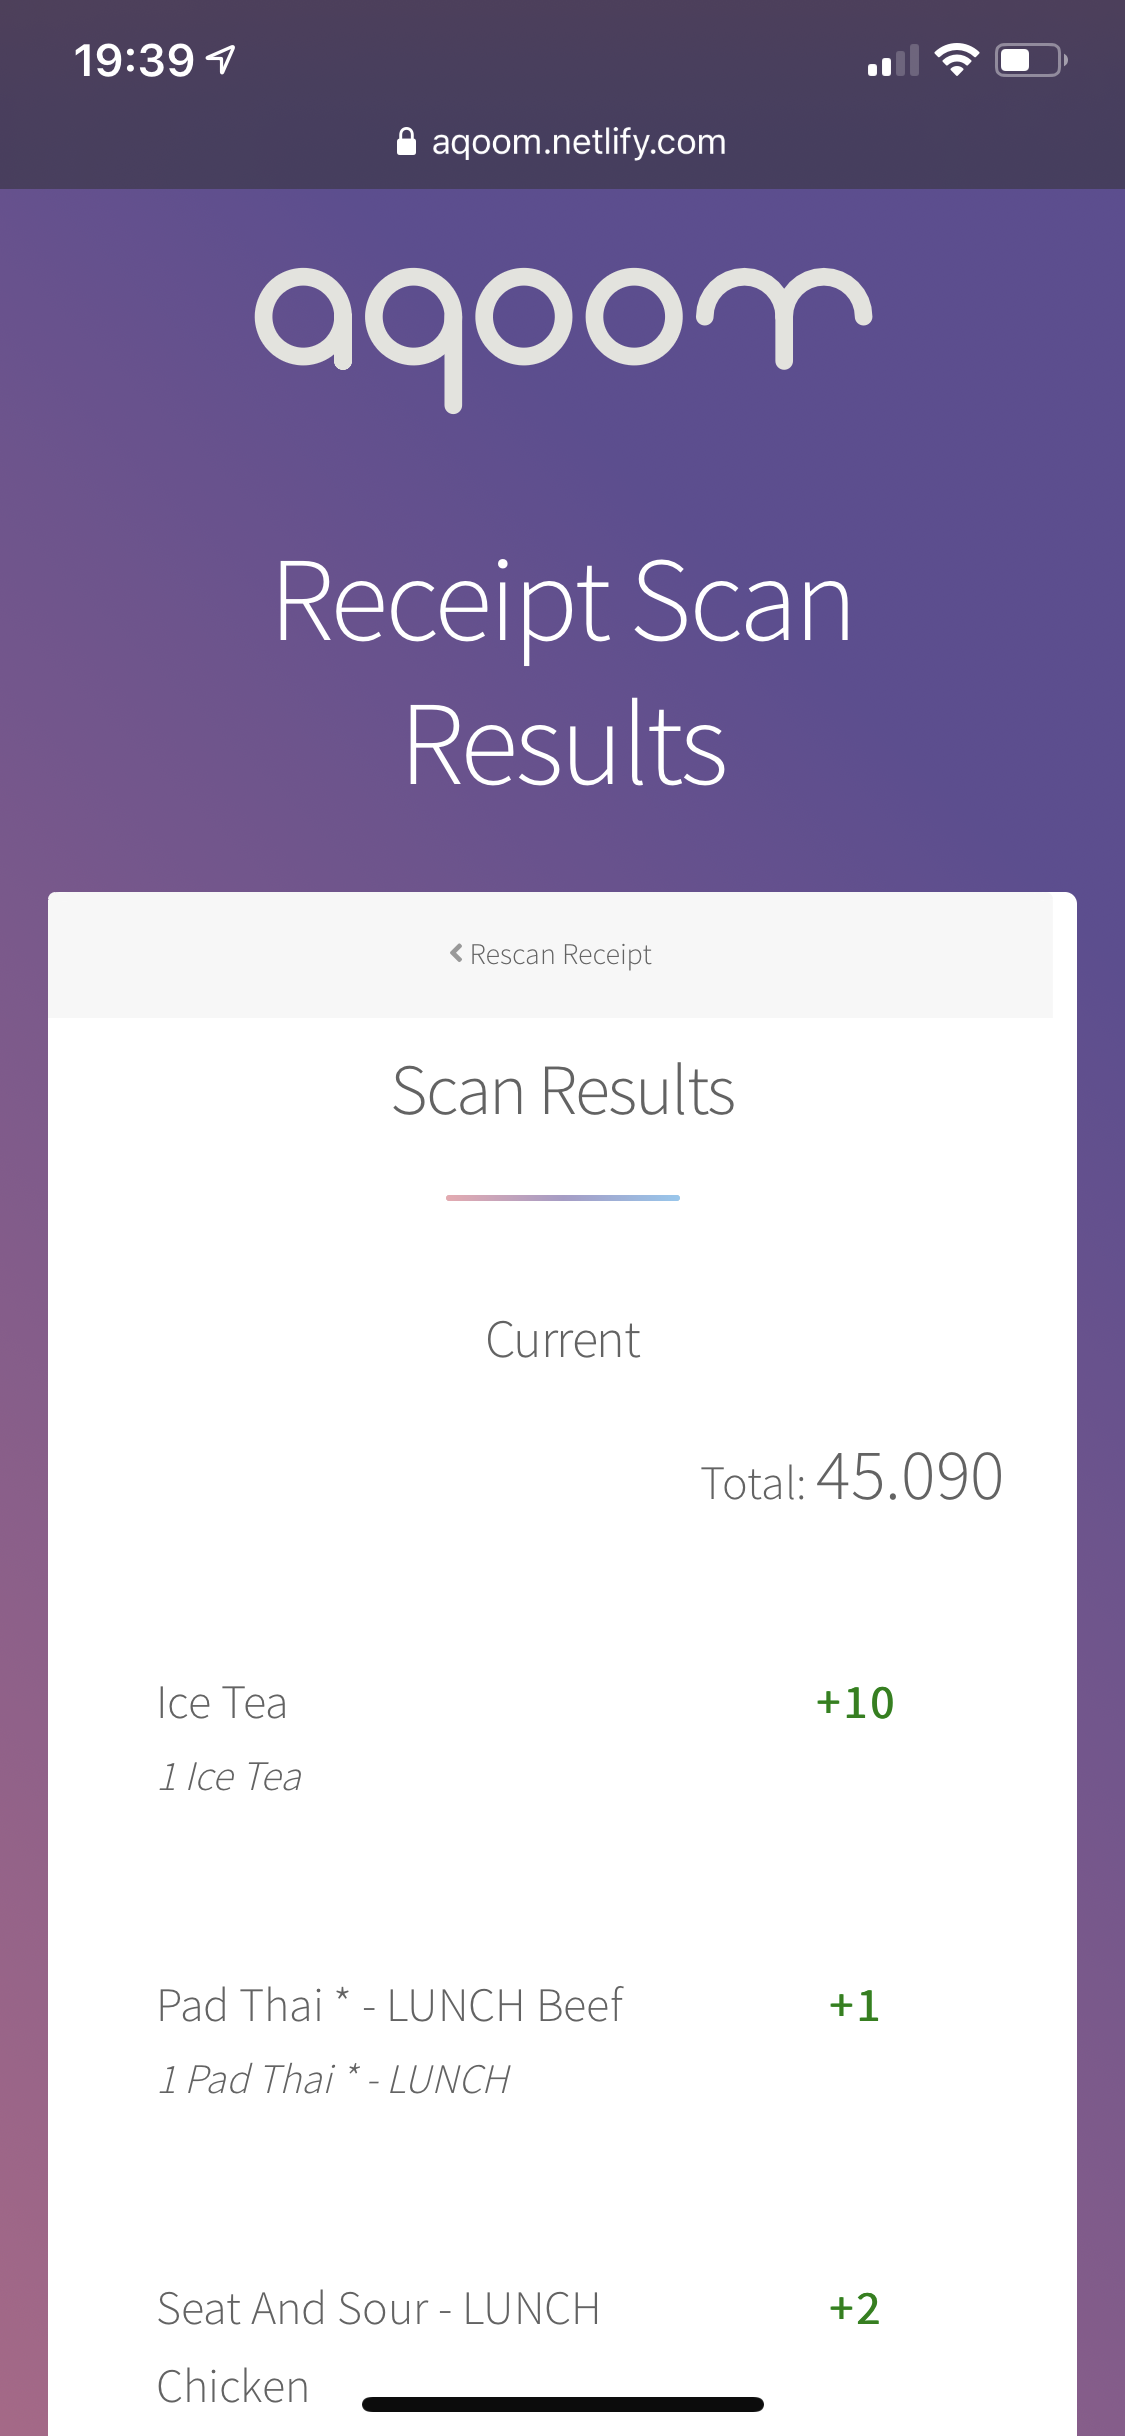 19:39
aqoom.netlify.com
aqoom
Receipt Scan
Results
Rescan Receipt
Scan Results
Current
Total: 45.090
Ice Tea +10
1 Ice Tea
Pad Thai * - LUNCH Beef +1
1 Pad Thai * - LUNCH
Seat And Sour - LUNCH +2
Chicken